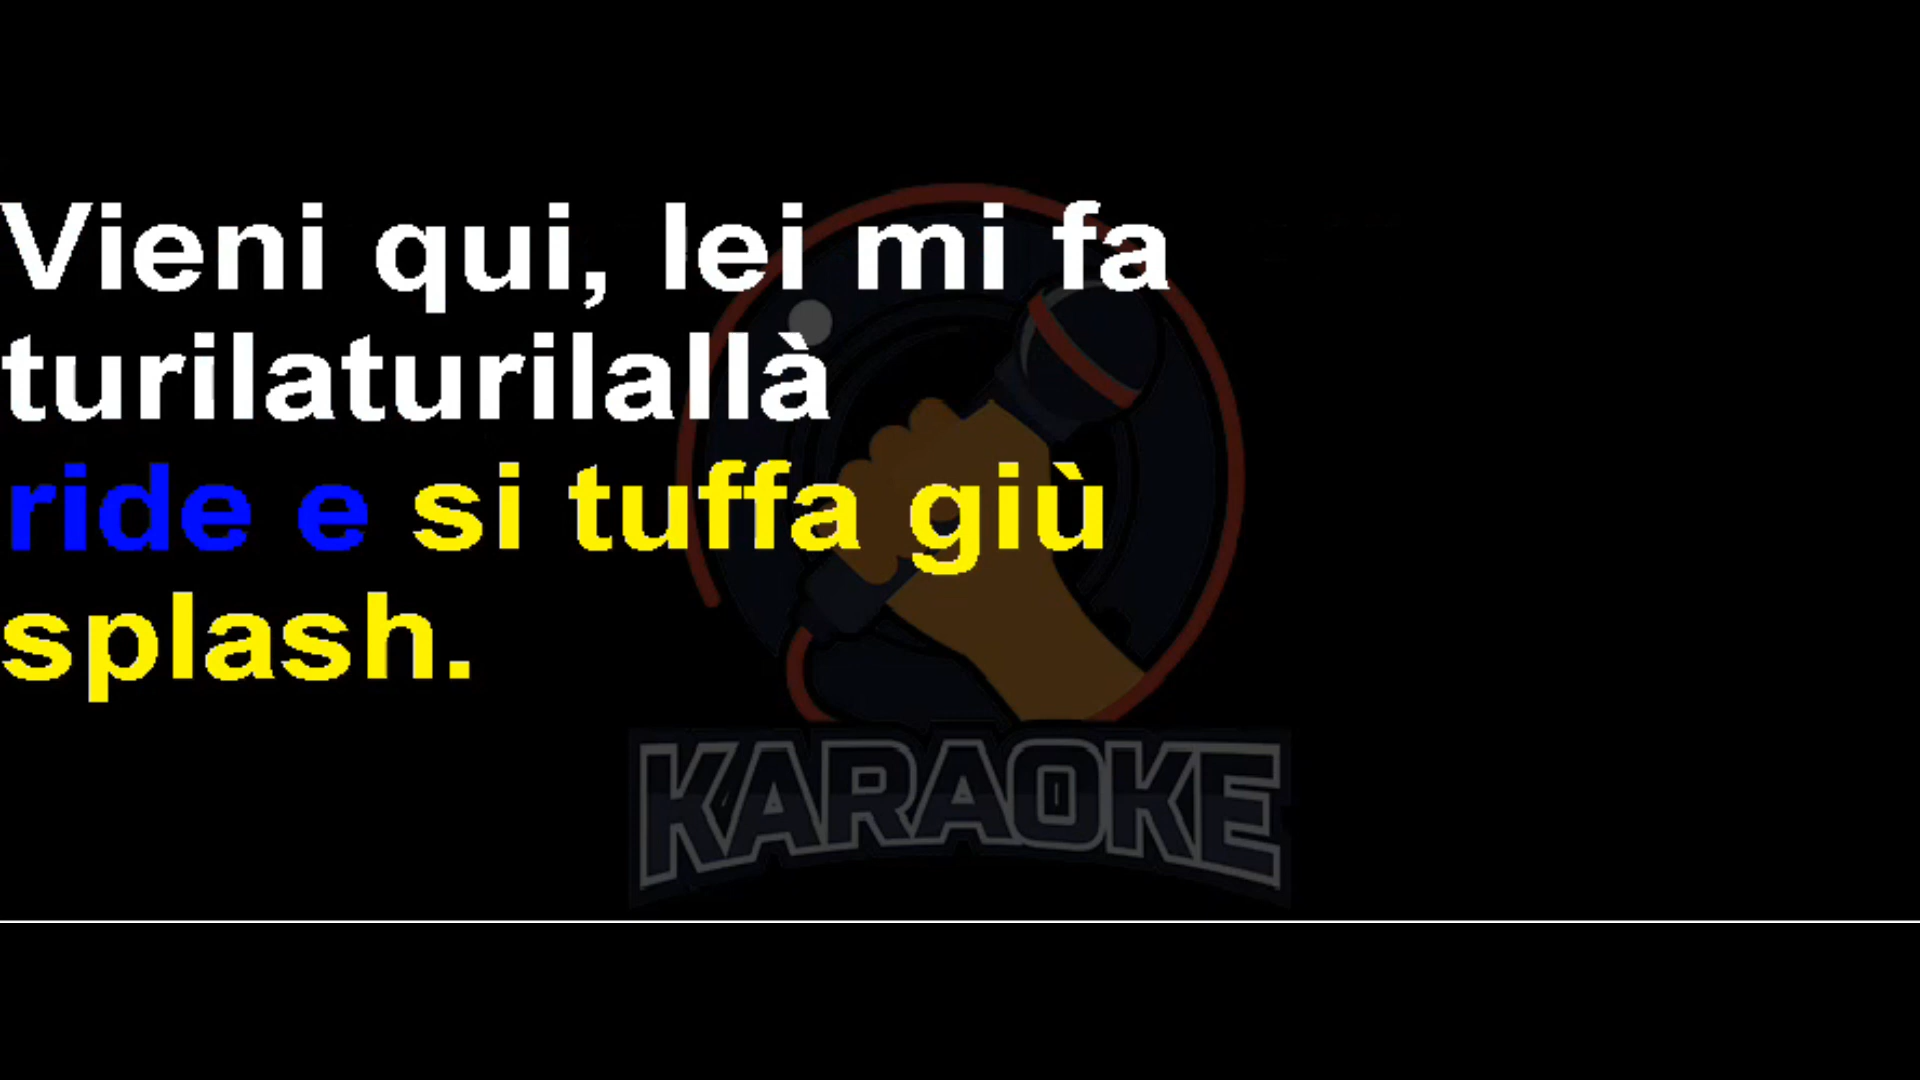 Vieni qui, lei mi fa
turilaturilallà
ride e si tuffa giù
splash.
KARAOKE